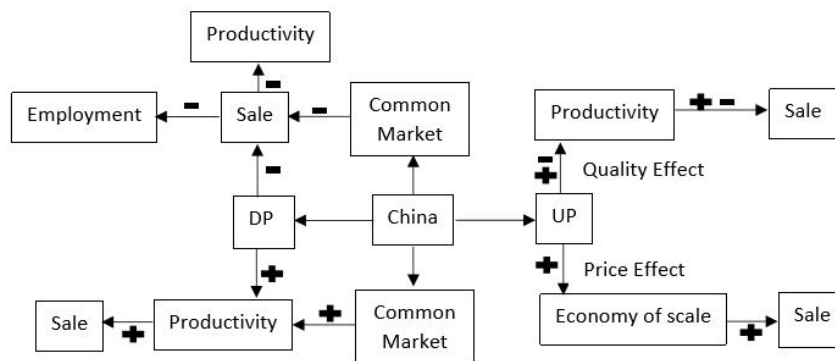 Productivity
-
Employment
-
Sale
-
Common
Market
Productivity
+ -
Sale
-
-
+
Quality Effect
DP
China
UP
+
+
Price Effect
Sale
+
Productivity
+
Common
Market
Economy of scale
+
Sale